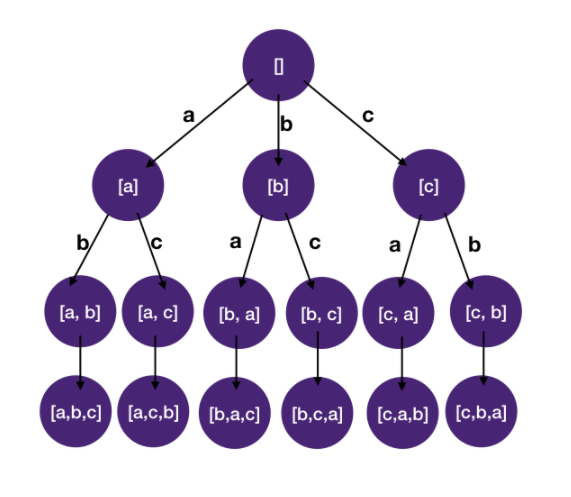 []
a b c
[a] [b] [c]
b c a c a b
[a, b] [a, c] [b, a] [b, c] [c, a] [c, b]
[a,b,c] [a,c,b] [b,a,c] [b,c,a] [c,a,b] [c,b,a]